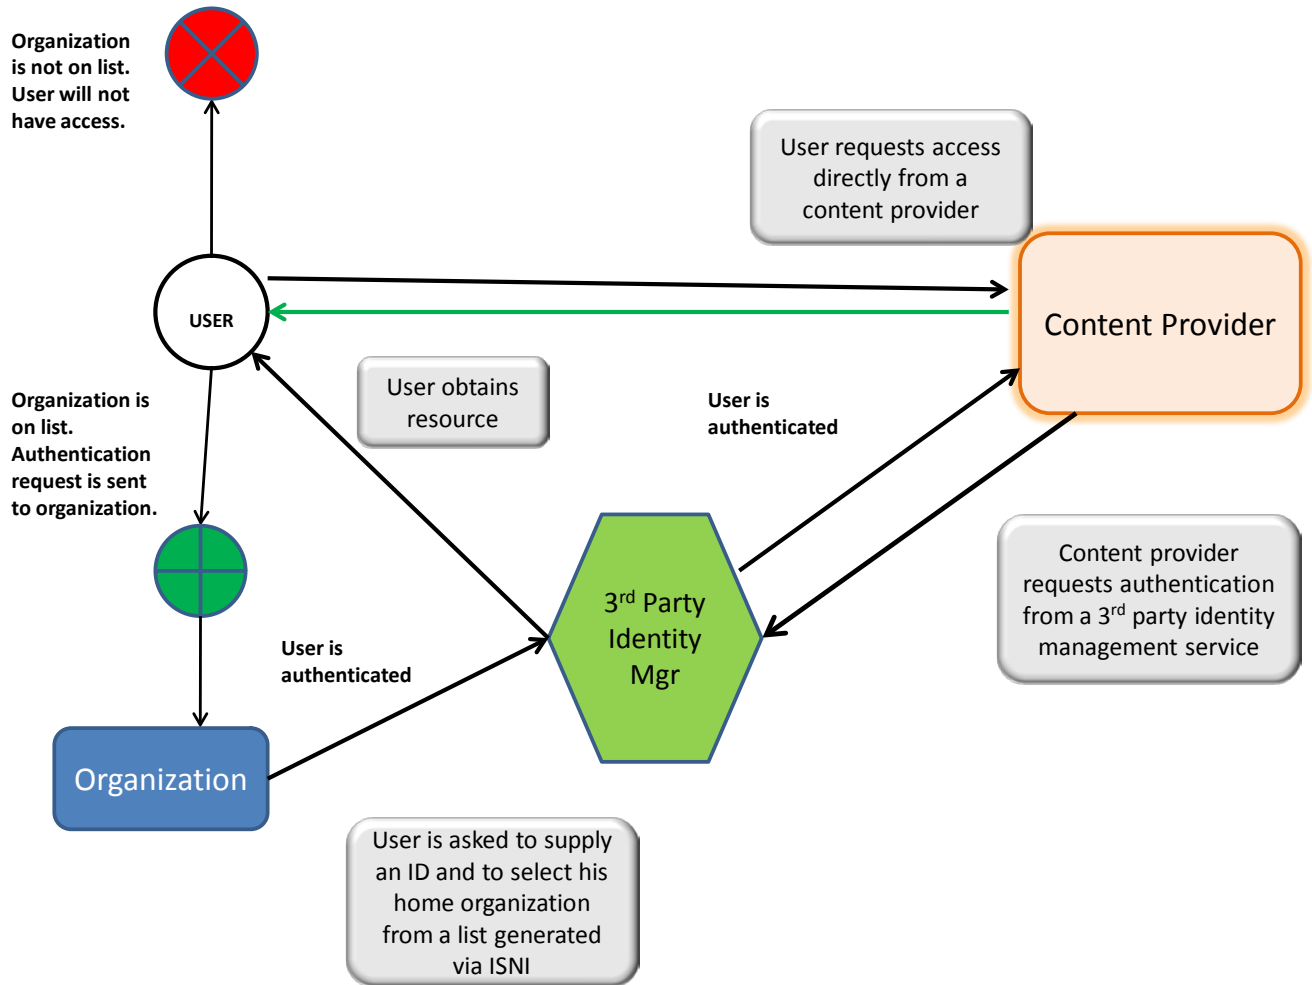 Organization
is not on list.
User will not
have access.
User requests access
directly from a
content provider
USER
Content Provider
User obtains
resource
User is
authenticated
Organization is
on list.
Authentication
request is sent
to organization.
3rd Party
Identity
Mgr
Content provider
requests authentication
from a 3rd party identity
management service
User is
authenticated
Organization
User is asked to supply
an ID and to select his
home organization
from a list generated
via ISNI